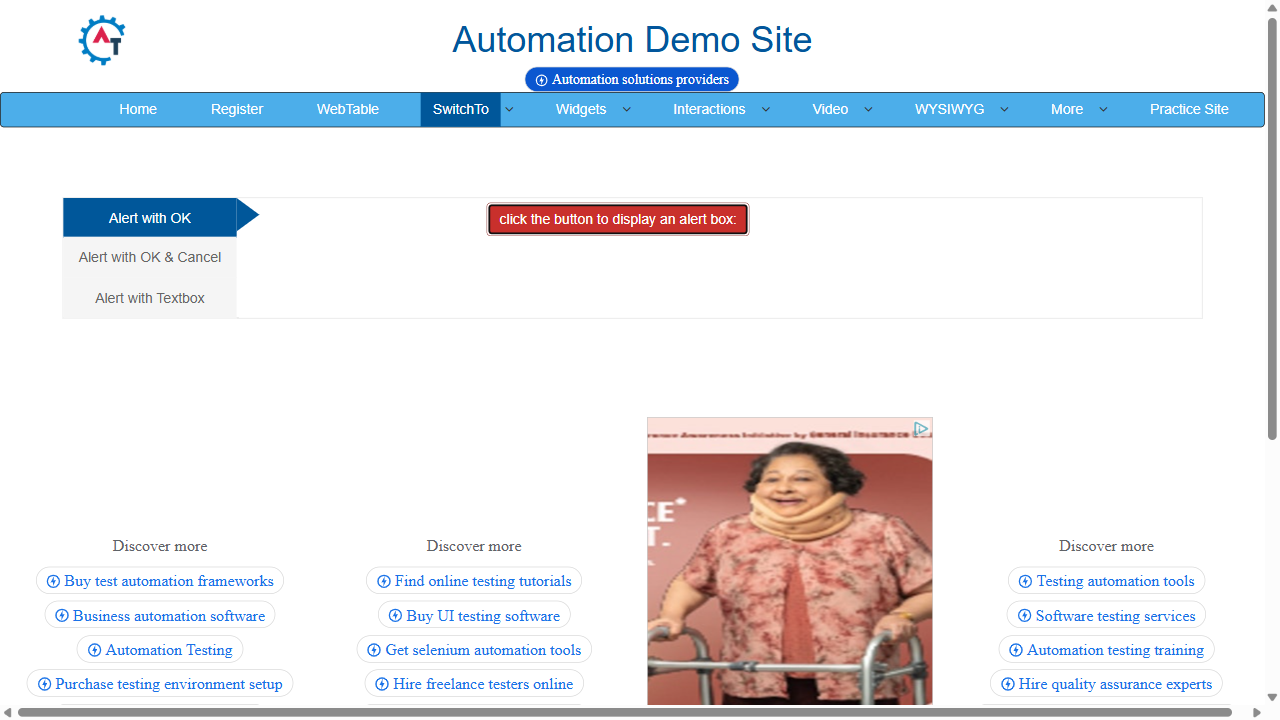 AT
Automation Demo Site
Automation solutions providers
Home Register WebTable SwitchTo Widgets Interactions Video WYSIWYG More Practice Site
Alert with OK
click the button to display an alert box:
Alert with OK & Cancel
Alert with Textbox
Discover more
Buy test automation frameworks
Business automation software
Automation Testing
Purchase testing environment setup
Discover more
Find online testing tutorials
Buy UI testing software
Get selenium automation tools
Hire freelance testers online
Discover more
Testing automation tools
Software testing services
Automation testing training
Hire quality assurance experts